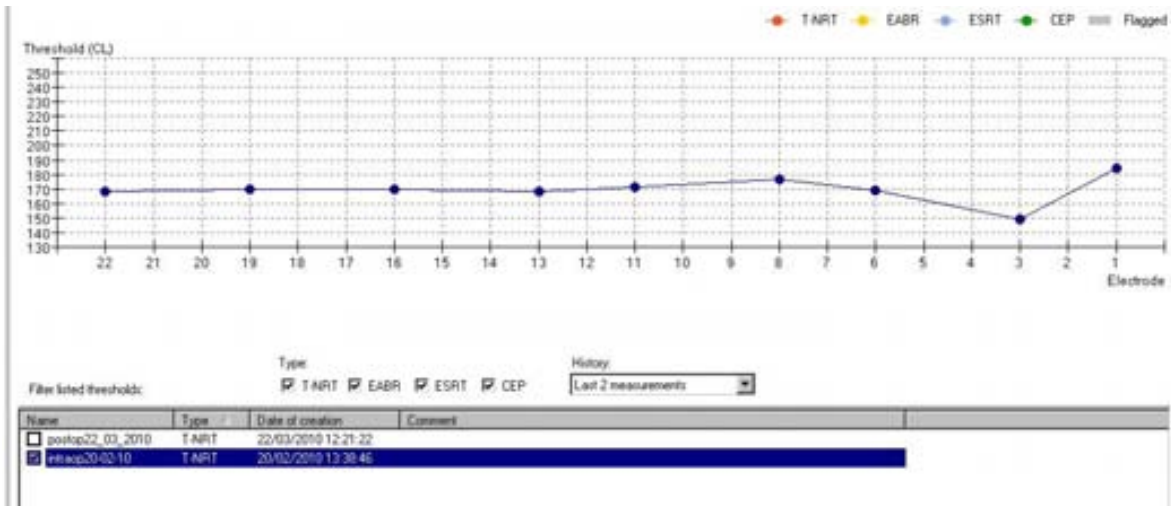 T-NRT EABR ESRT CEP Flagged
Threshold (CL)
250
240
230
220
210
200
190
180
170
160
150
140
130
22 21 20 19 18 17 16 15 14 13 12 11 10 9 8 7 6 5 4 3 2 1
Electrode
Type: History:
Filter listed thresholds: T-NRT EABR ESRT CEP Last 2 measurements
Name Type Date of creation Comment
postop22_03_2010 T-NRT 22/03/2010 12:21:22
intraop20-02-10 T-NRT 20/02/2010 13:38:46